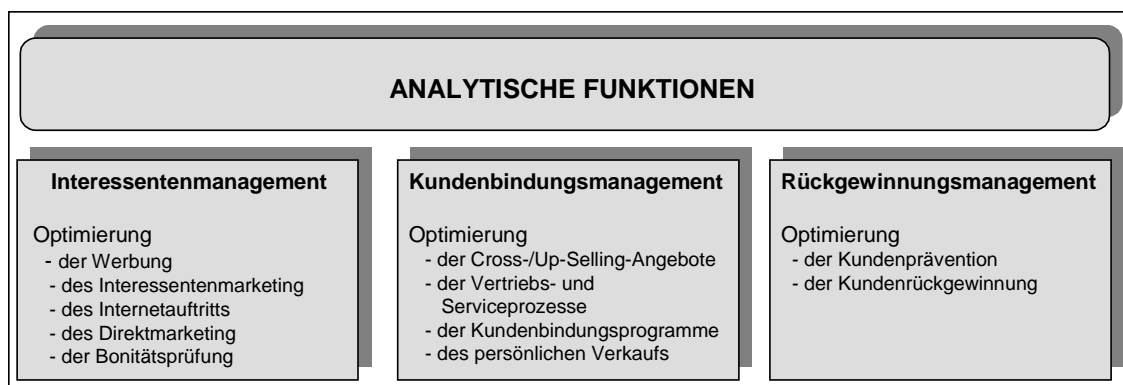 ANALYTISCHE FUNKTIONEN
Interessentenmanagement
Optimierung
- der Werbung
- des Interessentenmarketing
- des Internetauftritts
- des Direktmarketing
- der Bonitätsprüfung
Kundenbindungsmanagement
Optimierung
- der Cross-/Up-Selling-Angebote
- der Vertriebs- und
Serviceprozesse
- der Kundenbindungsprogramme
- des persönlichen Verkaufs
Rückgewinnungsmanagement
Optimierung
- der Kundenprävention
- der Kundenrückgewinnung